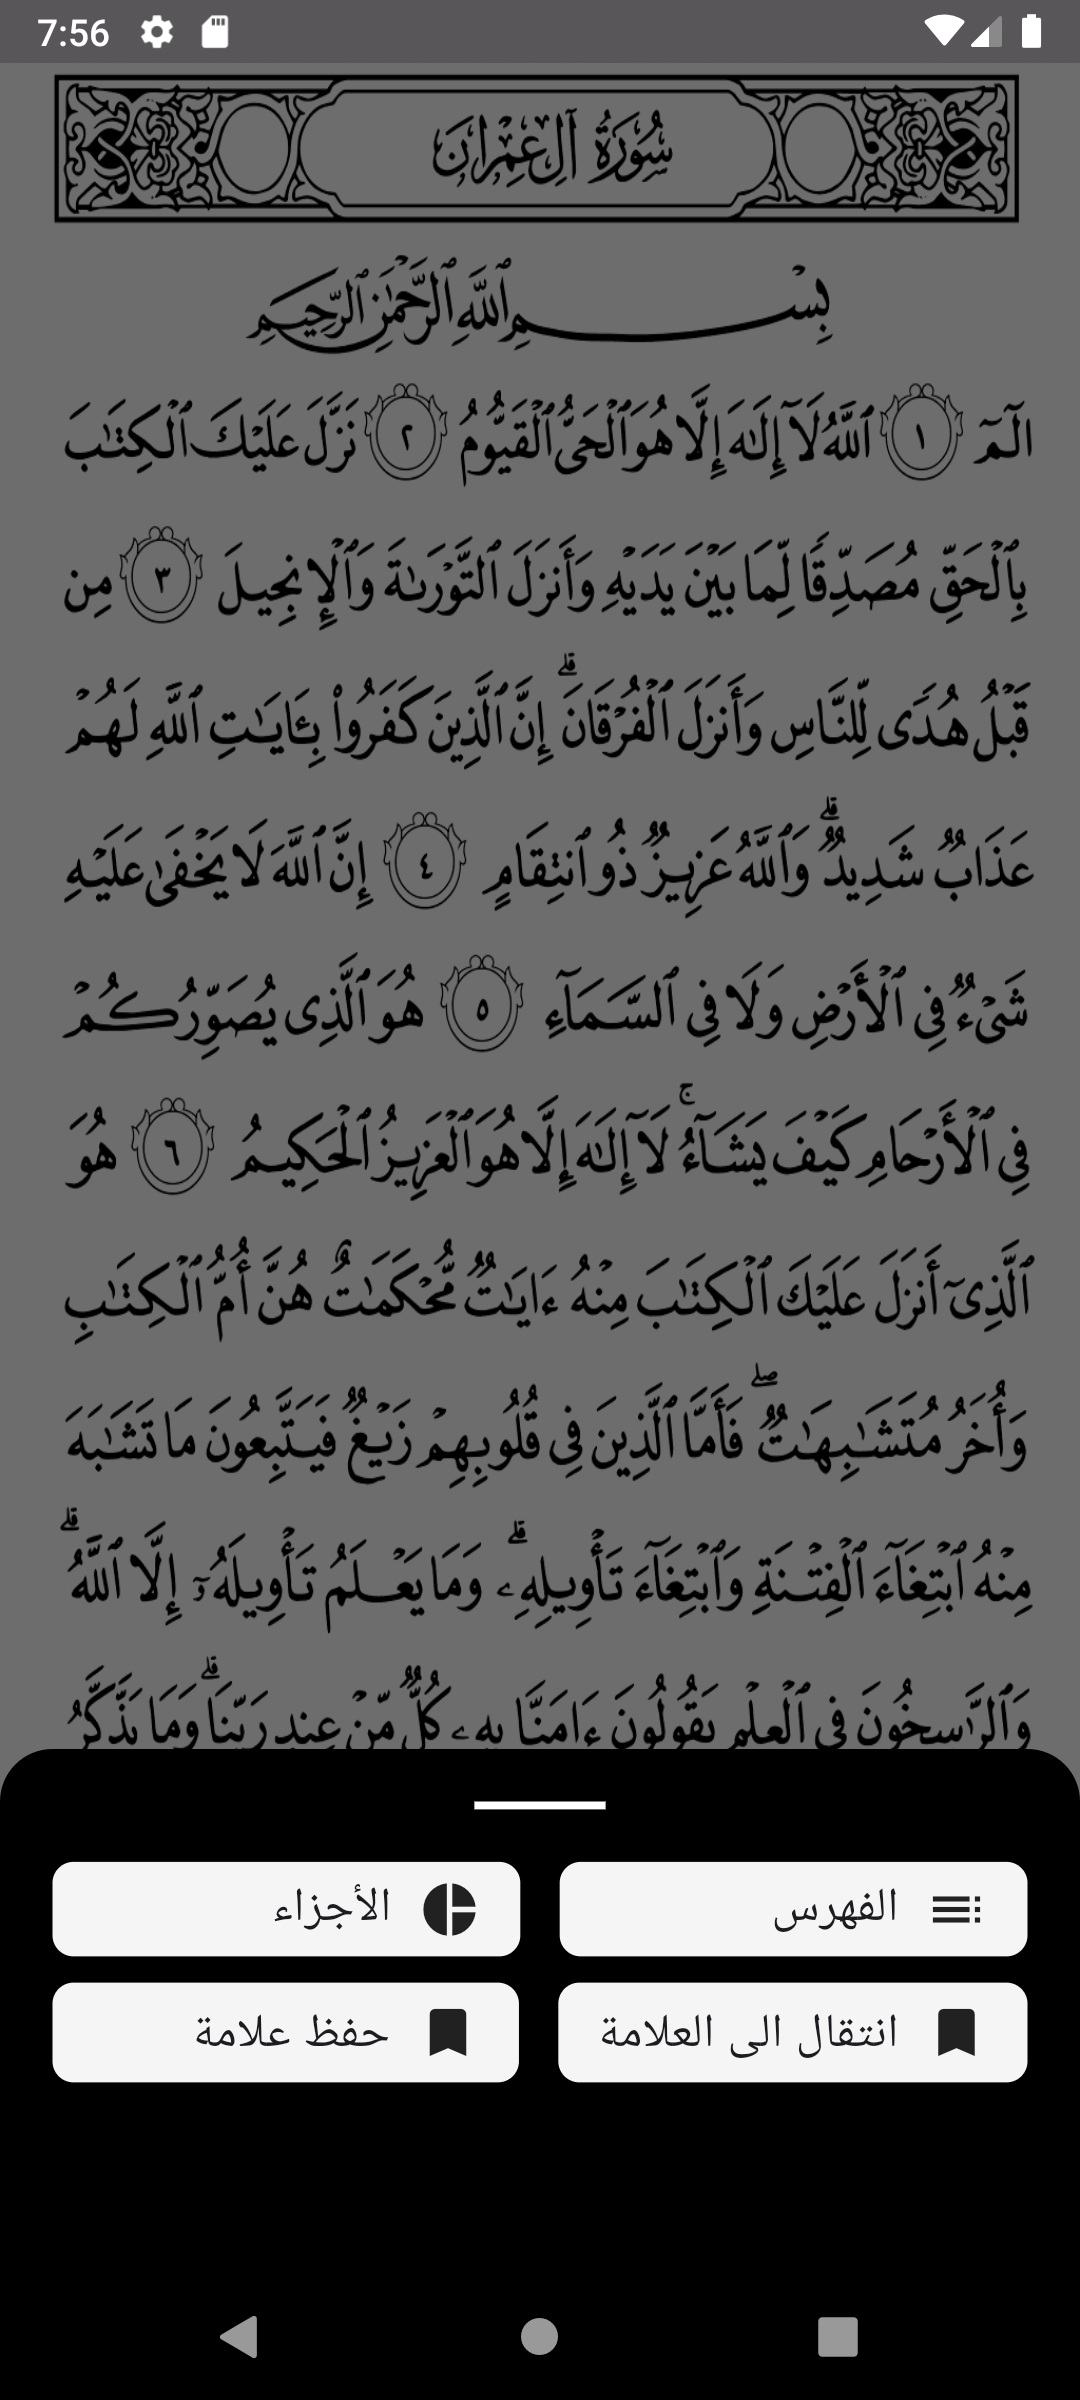 7:56
سُورَةُ آلِ عِمْرَانَ
بِسْمِ ٱللَّهِ ٱلرَّحْمَٰنِ ٱلرَّحِيمِ
الٓمٓ ١ ٱللَّهُ لَآ إِلَٰهَ إِلَّا هُوَ ٱلْحَىُّ ٱلْقَيُّومُ ٢ نَزَّلَ عَلَيْكَ ٱلْكِتَٰبَ
بِٱلْحَقِّ مُصَدِّقًا لِّمَا بَيْنَ يَدَيْهِ وَأَنزَلَ ٱلتَّوْرَىٰةَ وَٱلْإِنجِيلَ ٣ مِن
قَبْلُ هُدًى لِّلنَّاسِ وَأَنزَلَ ٱلْفُرْقَانَ ۗ إِنَّ ٱلَّذِينَ كَفَرُوا۟ بِـَٔايَٰتِ ٱللَّهِ لَهُمْ
عَذَابٌ شَدِيدٌ ۗ وَٱللَّهُ عَزِيزٌ ذُو ٱنتِقَامٍ ٤ إِنَّ ٱللَّهَ لَا يَخْفَىٰ عَلَيْهِ
شَىْءٌ فِى ٱلْأَرْضِ وَلَا فِى ٱلسَّمَآءِ ٥ هُوَ ٱلَّذِى يُصَوِّرُكُمْ
فِى ٱلْأَرْحَامِ كَيْفَ يَشَآءُ ۚ لَآ إِلَٰهَ إِلَّا هُوَ ٱلْعَزِيزُ ٱلْحَكِيمُ ٦ هُوَ
ٱلَّذِىٓ أَنزَلَ عَلَيْكَ ٱلْكِتَٰبَ مِنْهُ ءَايَٰتٌ مُّحْكَمَٰتٌ هُنَّ أُمُّ ٱلْكِتَٰبِ
وَأُخَرُ مُتَشَٰبِهَٰتٌ ۖ فَأَمَّا ٱلَّذِينَ فِى قُلُوبِهِمْ زَيْغٌ فَيَتَّبِعُونَ مَا تَشَٰبَهَ
مِنْهُ ٱبْتِغَآءَ ٱلْفِتْنَةِ وَٱبْتِغَآءَ تَأْوِيلِهِۦ ۗ وَمَا يَعْلَمُ تَأْوِيلَهُۥٓ إِلَّا ٱللَّهُ ۗ
وَٱلرَّٰسِخُونَ فِى ٱلْعِلْمِ يَقُولُونَ ءَامَنَّا بِهِۦ كُلٌّ مِّنْ عِندِ رَبِّنَا ۗ وَمَا يَذَّكَّرُ
الفهرس
الأجزاء
انتقال الى العلامة
حفظ علامة